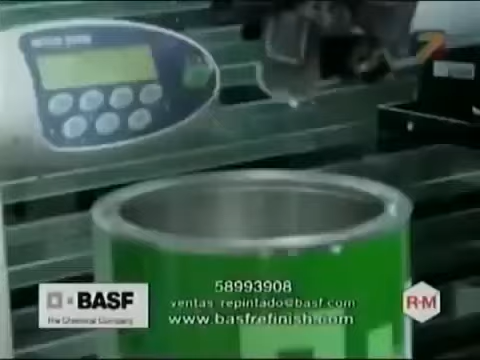 BASF
The Chemical Company
58993908
ventas_repintado@basf.com
www.basfrefinish.com
R-M